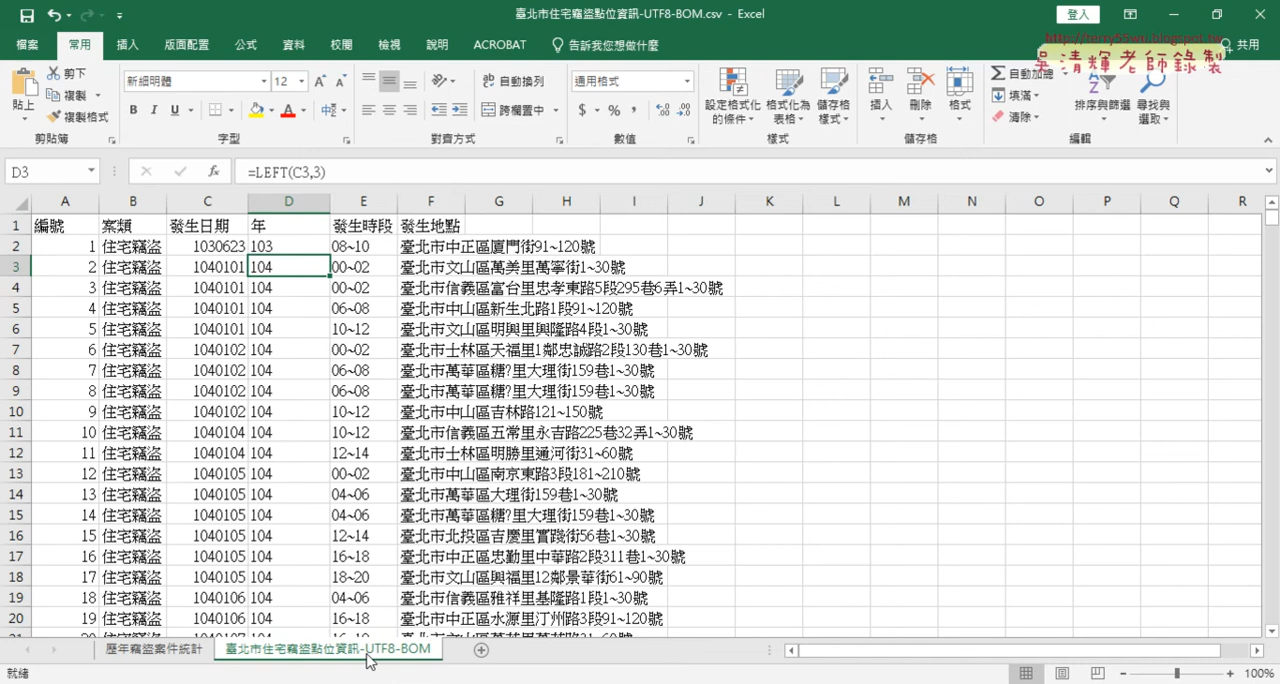 臺北市住宅竊盜點位資訊-UTF8-BOM.csv - Excel
登入
檔案 常用 插入 版面配置 公式 資料 校閱 檢視 說明 ACROBAT 告訴我您想做什麼 共用
http://terry55wu.blogspot.tw
吳清輝老師錄製
貼上 剪下 複製 複製格式 剪貼簿
新細明體 12 B I U A 中 字型
自動換列 跨欄置中 對齊方式
通用格式 $ % , 數值
設定格式化的條件 格式化為表格 儲存格樣式 樣式
插入 刪除 格式 儲存格
自動加總 填滿 清除 排序與篩選 尋找與選取 編輯
D3 fx =LEFT(C3,3)
A B C D E F G H I J K L M N O P Q R
1 編號 案類 發生日期 年 發生時段 發生地點
2 1 住宅竊盜 1030623 103 08~10 臺北市中正區廈門街91~120號
3 2 住宅竊盜 1040101 104 00~02 臺北市文山區萬美里萬寧街1~30號
4 3 住宅竊盜 1040101 104 00~02 臺北市信義區富台里忠孝東路5段295巷6弄1~30號
5 4 住宅竊盜 1040101 104 06~08 臺北市中山區新生北路1段91~120號
6 5 住宅竊盜 1040101 104 10~12 臺北市文山區明興里興隆路4段1~30號
7 6 住宅竊盜 1040102 104 00~02 臺北市士林區天福里1鄰忠誠路2段130巷1~30號
8 7 住宅竊盜 1040102 104 06~08 臺北市萬華區糖?里大理街159巷1~30號
9 8 住宅竊盜 1040102 104 06~08 臺北市萬華區糖?里大理街159巷1~30號
10 9 住宅竊盜 1040102 104 10~12 臺北市中山區吉林路121~150號
11 10 住宅竊盜 1040104 104 10~12 臺北市信義區五常里永吉路225巷32弄1~30號
12 11 住宅竊盜 1040104 104 12~14 臺北市士林區明勝里通河街31~60號
13 12 住宅竊盜 1040105 104 00~02 臺北市中山區南京東路3段181~210號
14 13 住宅竊盜 1040105 104 04~06 臺北市萬華區大理街159巷1~30號
15 14 住宅竊盜 1040105 104 04~06 臺北市萬華區糖?里大理街159巷1~30號
16 15 住宅竊盜 1040105 104 12~14 臺北市北投區吉慶里實踐街56巷1~30號
17 16 住宅竊盜 1040105 104 16~18 臺北市中正區忠勤里中華路2段311巷1~30號
18 17 住宅竊盜 1040105 104 18~20 臺北市文山區興福里12鄰景華街61~90號
19 18 住宅竊盜 1040106 104 04~06 臺北市信義區雅祥里基隆路1段1~30號
20 19 住宅竊盜 1040106 104 16~18 臺北市中正區水源里汀州路3段91~120號
歷年竊盜案件統計 臺北市住宅竊盜點位資訊-UTF8-BOM
就緒 100%